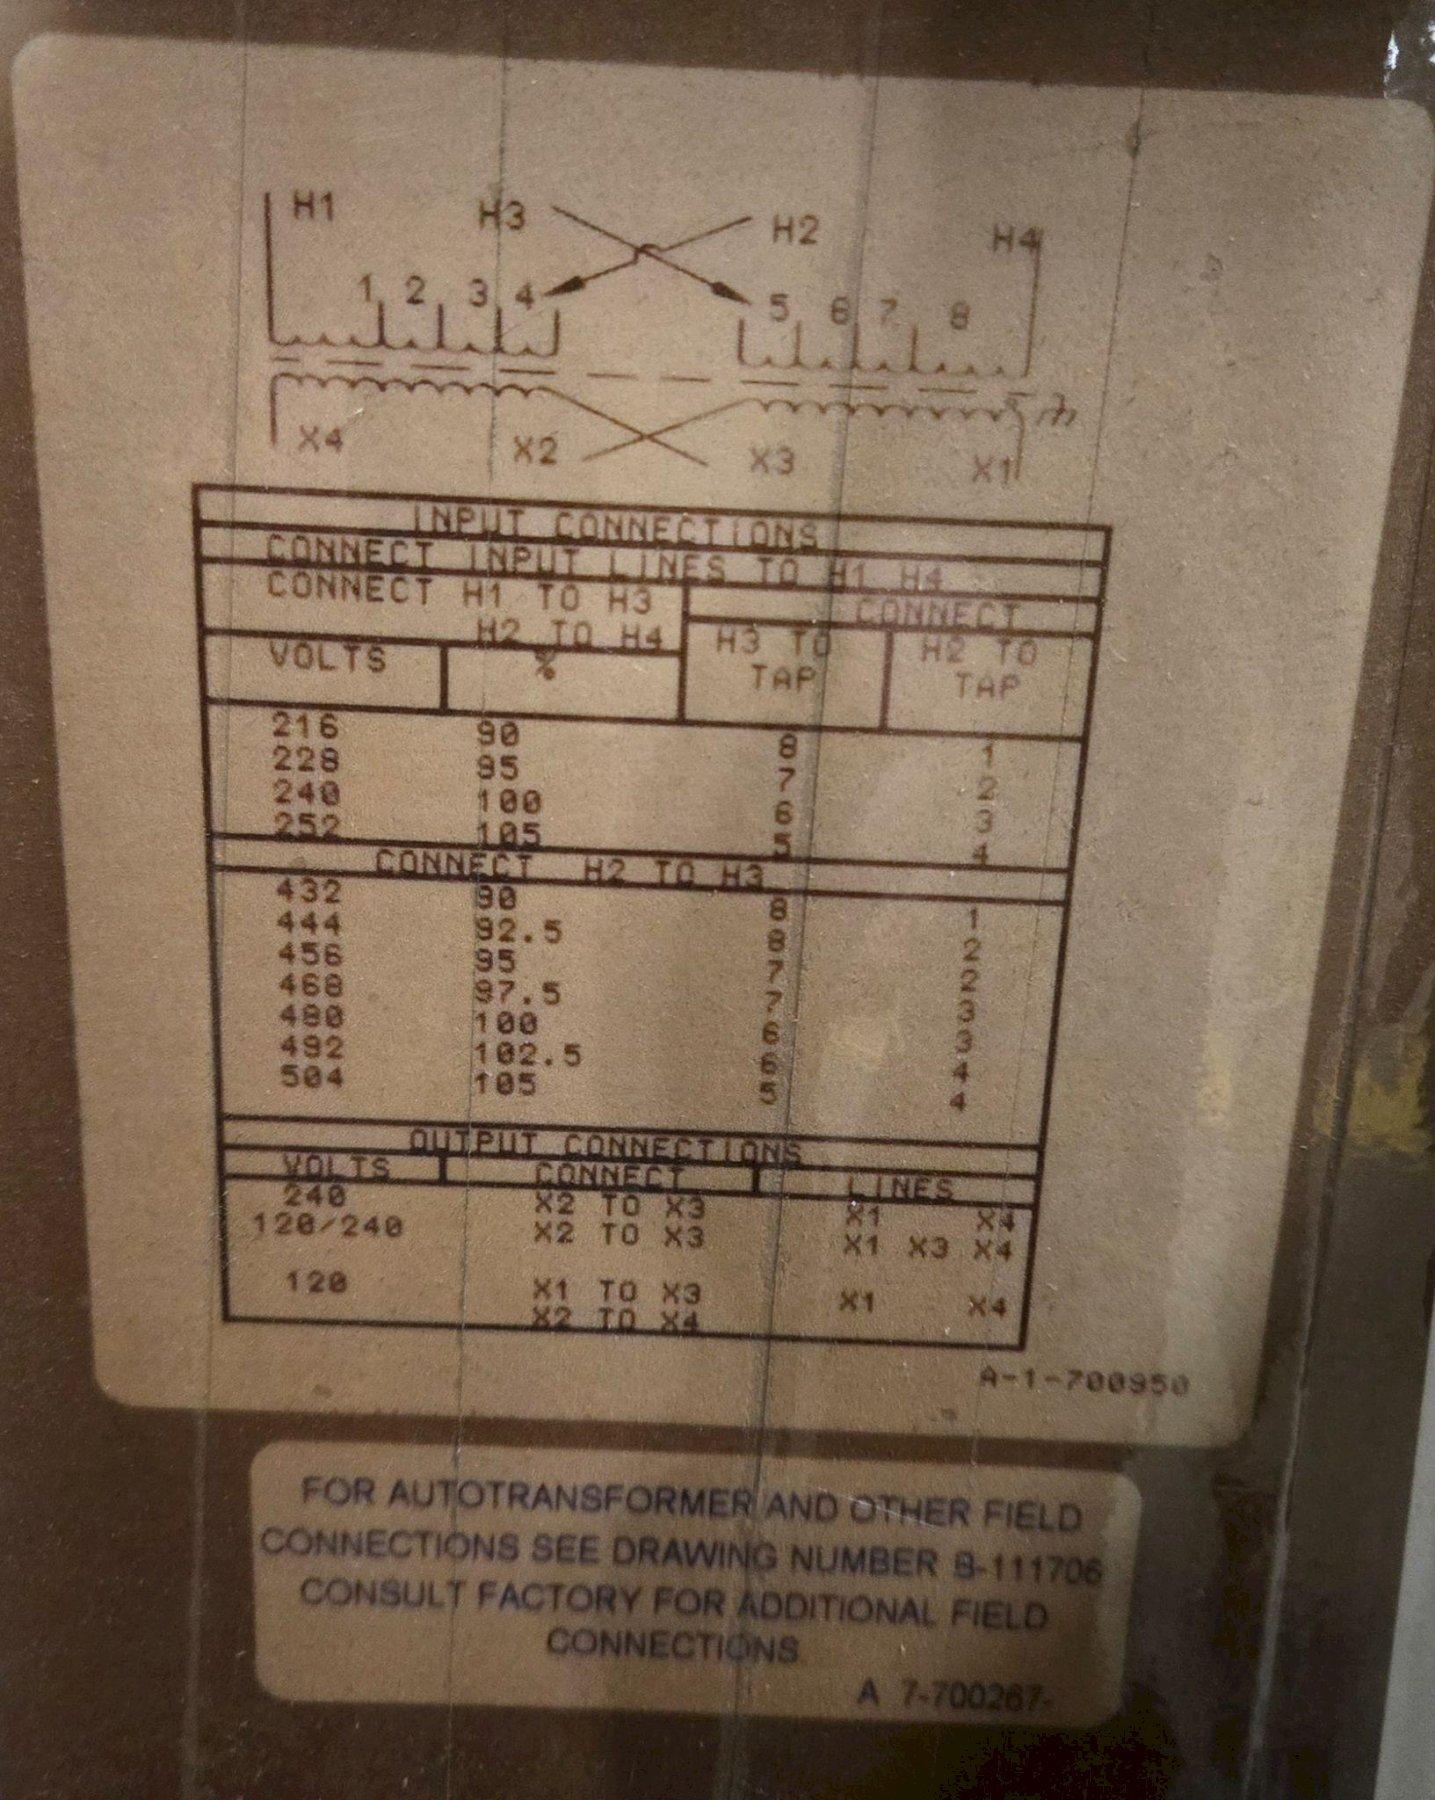 H1 H3 H2 H4
1 2 3 4 5 6 7 8
X4 X2 X3 X1
INPUT CONNECTIONS
CONNECT INPUT LINES TO H1 H4
CONNECT H1 TO H3 CONNECT
H2 TO H4 H3 TO H2 TO
VOLTS % TAP TAP
216 90 8 1
228 95 7 2
240 100 6 3
252 105 5 4
CONNECT H2 TO H3
432 90 8 1
444 92.5 8 2
456 95 7 2
468 97.5 7 3
480 100 6 3
492 102.5 6 4
504 105 5 4
OUTPUT CONNECTIONS
VOLTS CONNECT LINES
240 X2 TO X3 X1 X4
120/240 X2 TO X3 X1 X3 X4
120 X1 TO X3 X1 X4
X2 TO X4
A-1-700950
FOR AUTOTRANSFORMER AND OTHER FIELD
CONNECTIONS SEE DRAWING NUMBER B-111706
CONSULT FACTORY FOR ADDITIONAL FIELD
CONNECTIONS
A 7-700267-